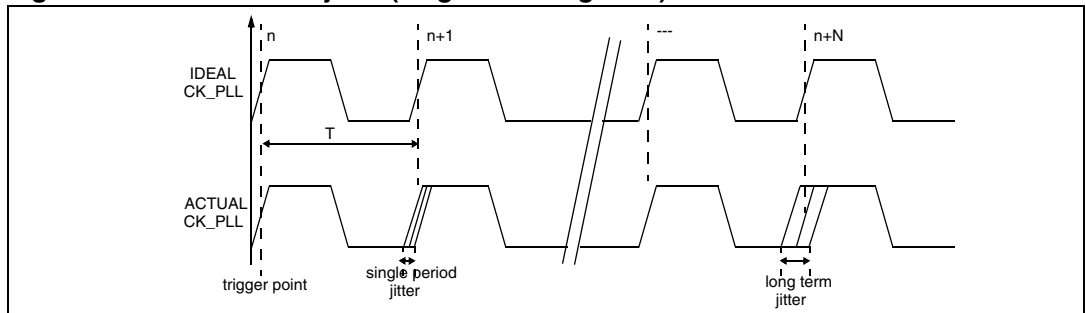 n
n+1
---
n+N
IDEAL
CK_PLL
T
ACTUAL
CK_PLL
trigger point
single period
jitter
long term
jitter